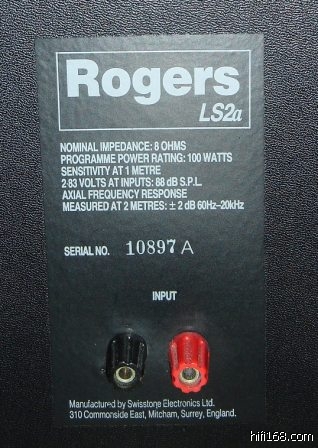 Rogers
LS2a
NOMINAL IMPEDANCE: 8 OHMS
PROGRAMME POWER RATING: 100 WATTS
SENSITIVITY AT 1 METRE
2·83 VOLTS AT INPUTS: 88 dB S.P.L.
AXIAL FREQUENCY RESPONSE
MEASURED AT 2 METRES: ± 2 dB 60Hz–20kHz
SERIAL NO. 10897 A
INPUT
Manufactured by Swisstone Electronics Ltd.
310 Commonside East, Mitcham, Surrey, England.
hifi168.com